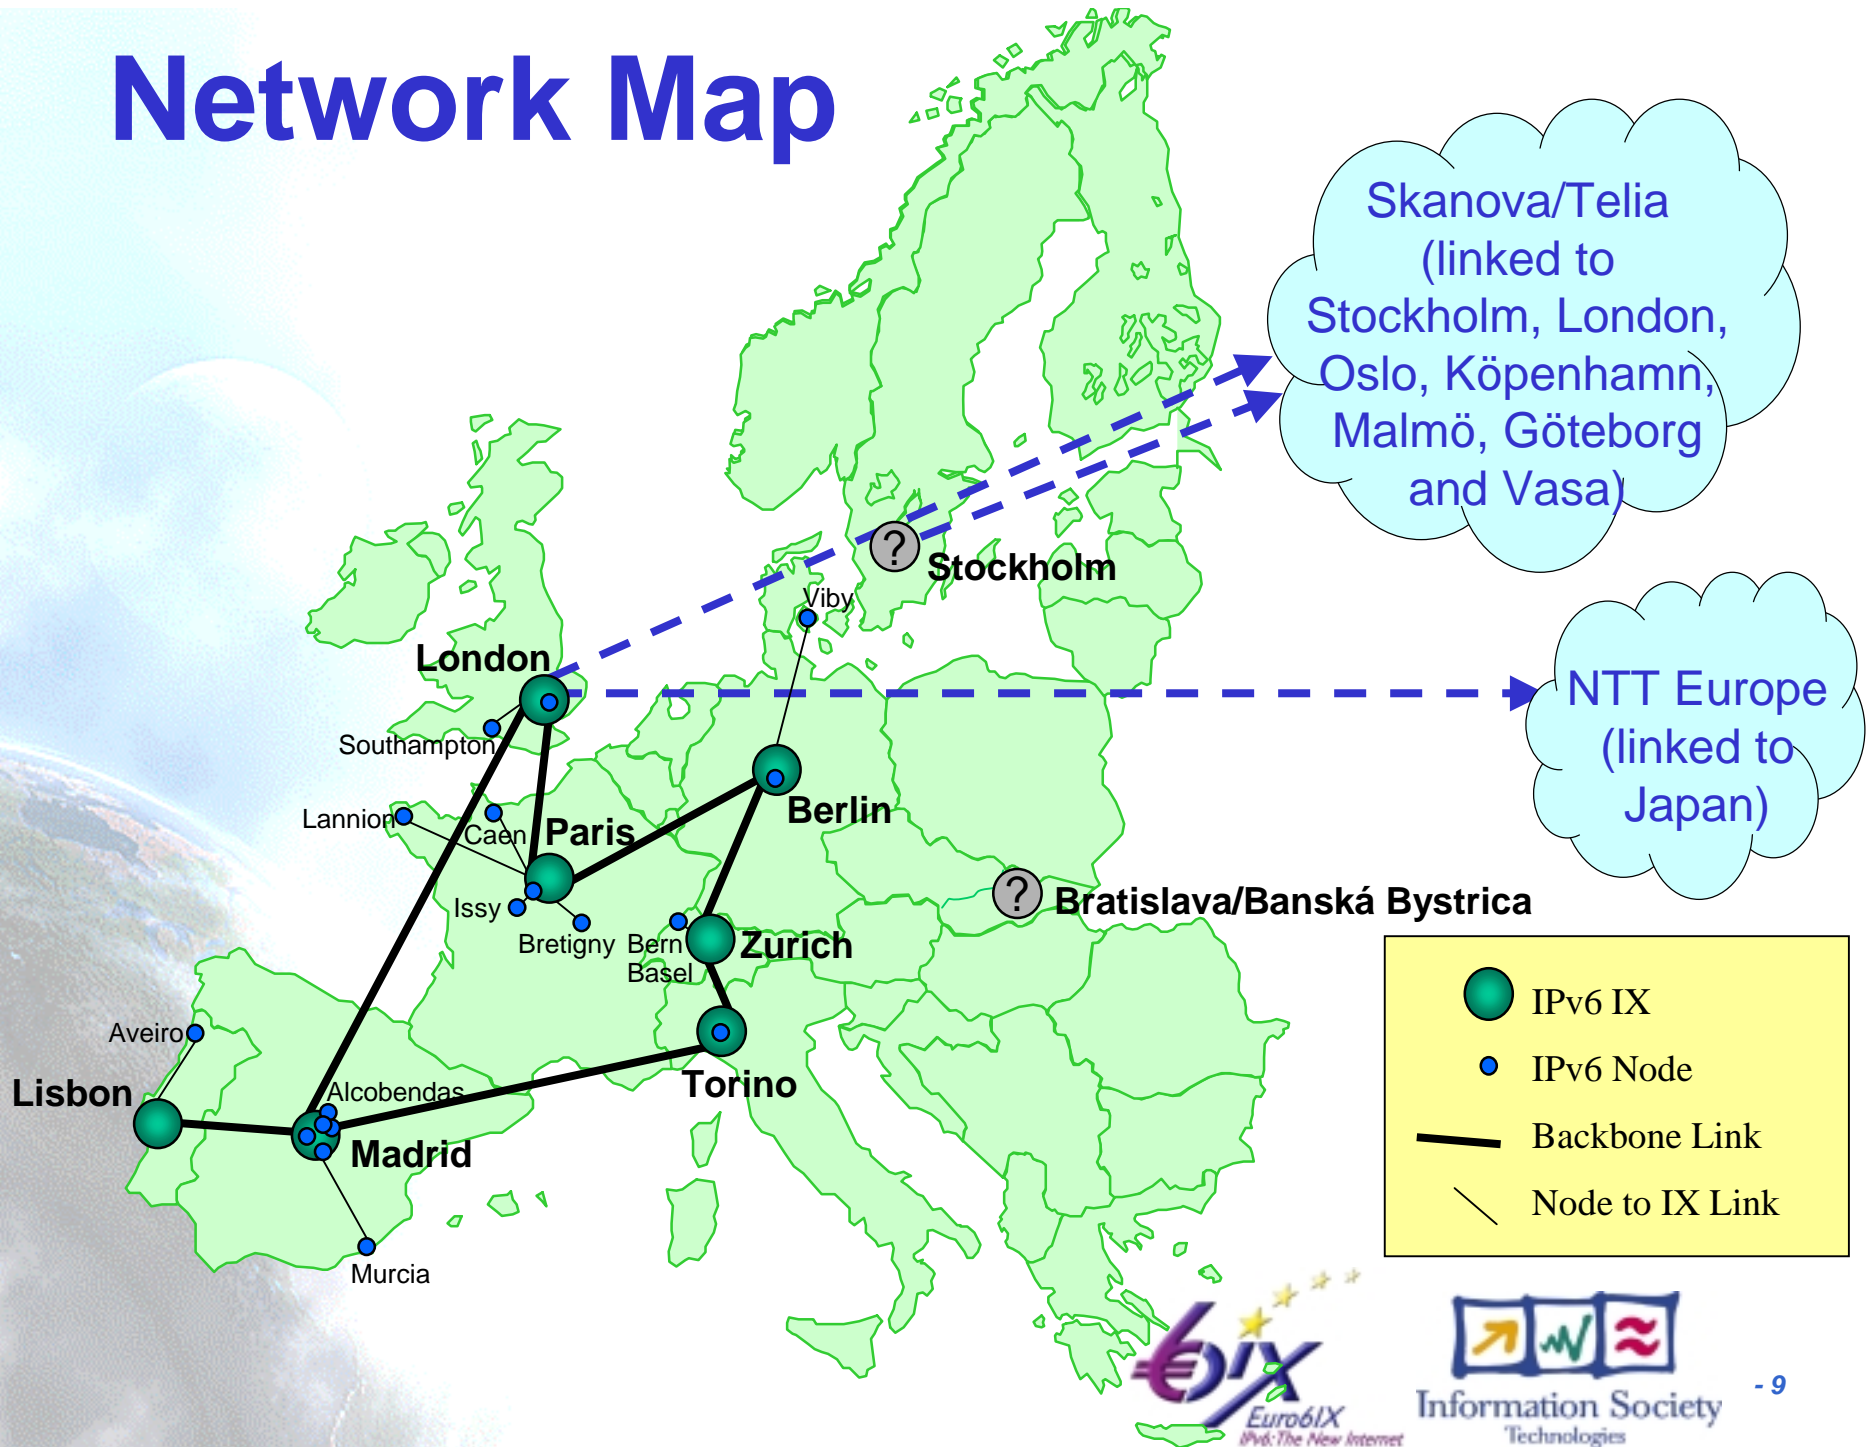 Network Map
Skanova/Telia
(linked to
Stockholm, London,
Oslo, Köpenhamn,
Malmö, Göteborg
and Vasa)
?
Stockholm
Viby
London
NTT Europe
(linked to
Japan)
Southampton
Lannion
Caen
Paris
Berlin
?
Bratislava/Banská Bystrica
Issy
Bretigny
Bern
Basel
Zurich
IPv6 IX
Aveiro
IPv6 Node
Lisbon
Alcobendas
Torino
Madrid
Backbone Link
Node to IX Link
Murcia
6IX
Euro6IX
IPv6: The New Internet
Information Society
Technologies
- 9